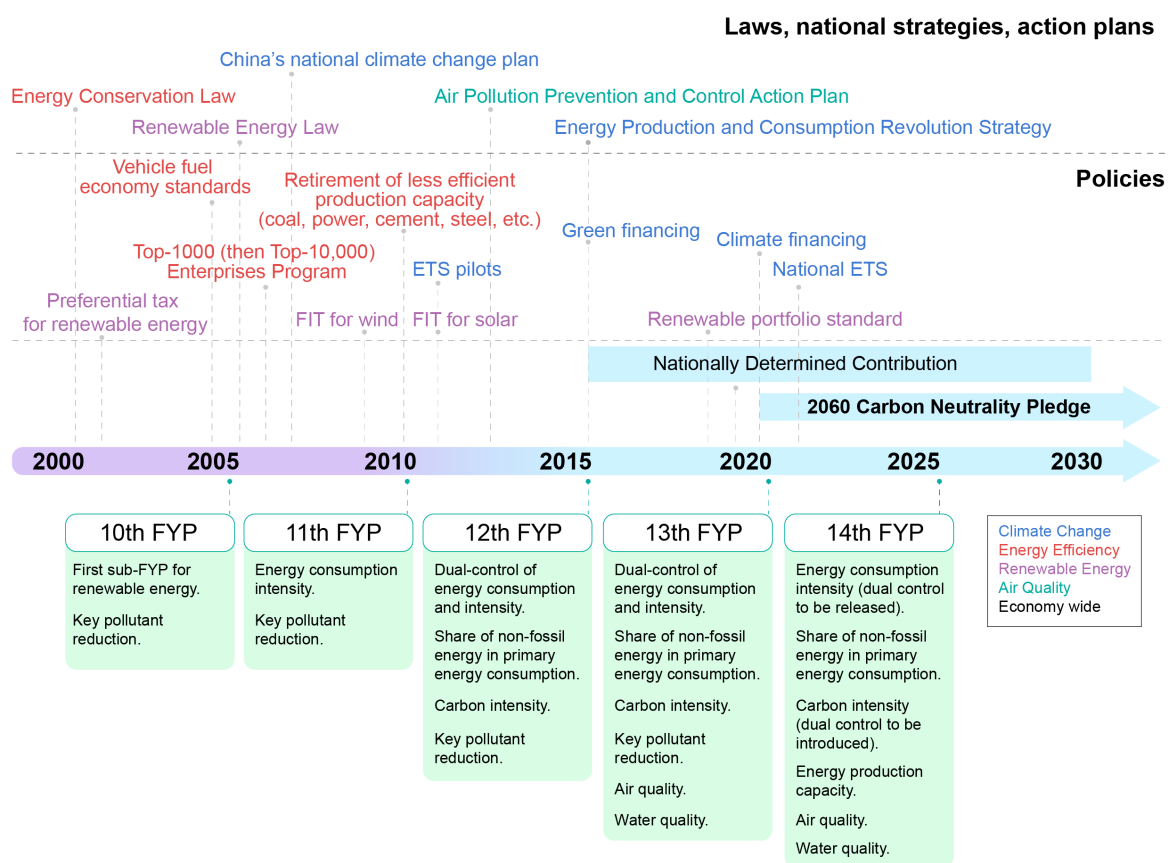 Laws, national strategies, action plans
China’s national climate change plan
Energy Conservation Law
Air Pollution Prevention and Control Action Plan
Renewable Energy Law
Energy Production and Consumption Revolution Strategy
Policies
Vehicle fuel
economy standards
Retirement of less efficient
production capacity
(coal, power, cement, steel, etc.)
Green financing
Climate financing
Top-1000 (then Top-10,000)
Enterprises Program
ETS pilots
National ETS
Preferential tax
for renewable energy
FIT for wind
FIT for solar
Renewable portfolio standard
Nationally Determined Contribution
2060 Carbon Neutrality Pledge
2000
2005
2010
2015
2020
2025
2030
10th FYP
First sub-FYP for
renewable energy.
Key pollutant
reduction.
11th FYP
Energy consumption
intensity.
Key pollutant
reduction.
12th FYP
Dual-control of
energy consumption
and intensity.
Share of non-fossil
energy in primary
energy consumption.
Carbon intensity.
Key pollutant
reduction.
13th FYP
Dual-control of
energy consumption
and intensity.
Share of non-fossil
energy in primary
energy consumption.
Carbon intensity.
Key pollutant
reduction.
Air quality.
Water quality.
14th FYP
Energy consumption
intensity (dual control
to be released).
Share of non-fossil
energy in primary
energy consumption.
Carbon intensity
(dual control to be
introduced).
Energy production
capacity.
Air quality.
Water quality.
Climate Change
Energy Efficiency
Renewable Energy
Air Quality
Economy wide